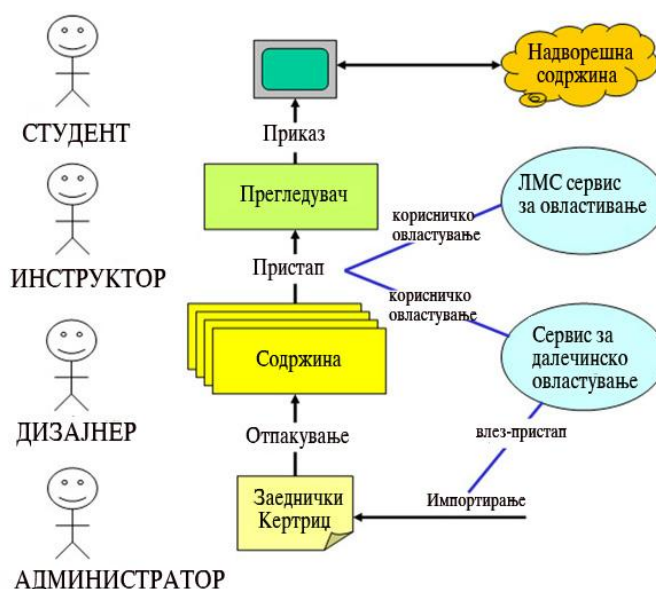 Надворешна
содржина
СТУДЕНТ
Приказ
Прегледувач
ЛМС сервис
за овластивање
корисничко
овластување
ИНСТРУКТОР
Пристап
корисничко
овластување
Содржина
Сервис за
далечинско
овластување
ДИЗАЈНЕР
Отпакување
влез-пристап
Заеднички
Кертриџ
Импортирање
АДМИНИСТРАТОР